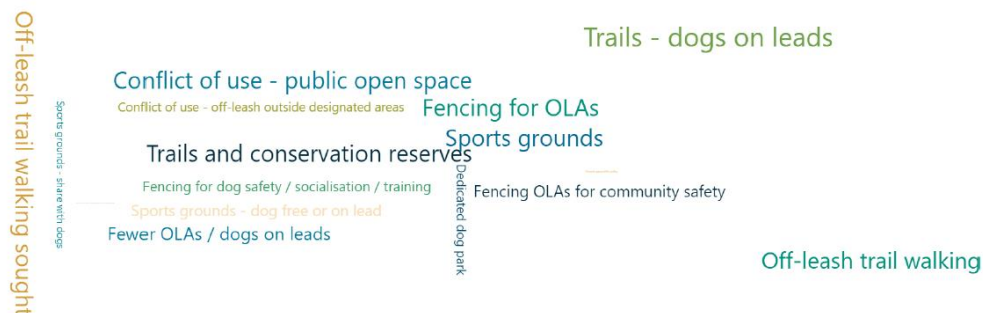 Off-leash trail walking sought
Trails - dogs on leads
Conflict of use - public open space
Sports grounds - share with dogs
Conflict of use - off-leash outside designated areas
Fencing for OLAs
Sports grounds
Trails and conservation reserves
Dedicated dog park
Fencing for dog safety / socialisation / training
Fencing OLAs for community safety
Sports grounds - dog free or on lead
Fewer OLAs / dogs on leads
Off-leash trail walking